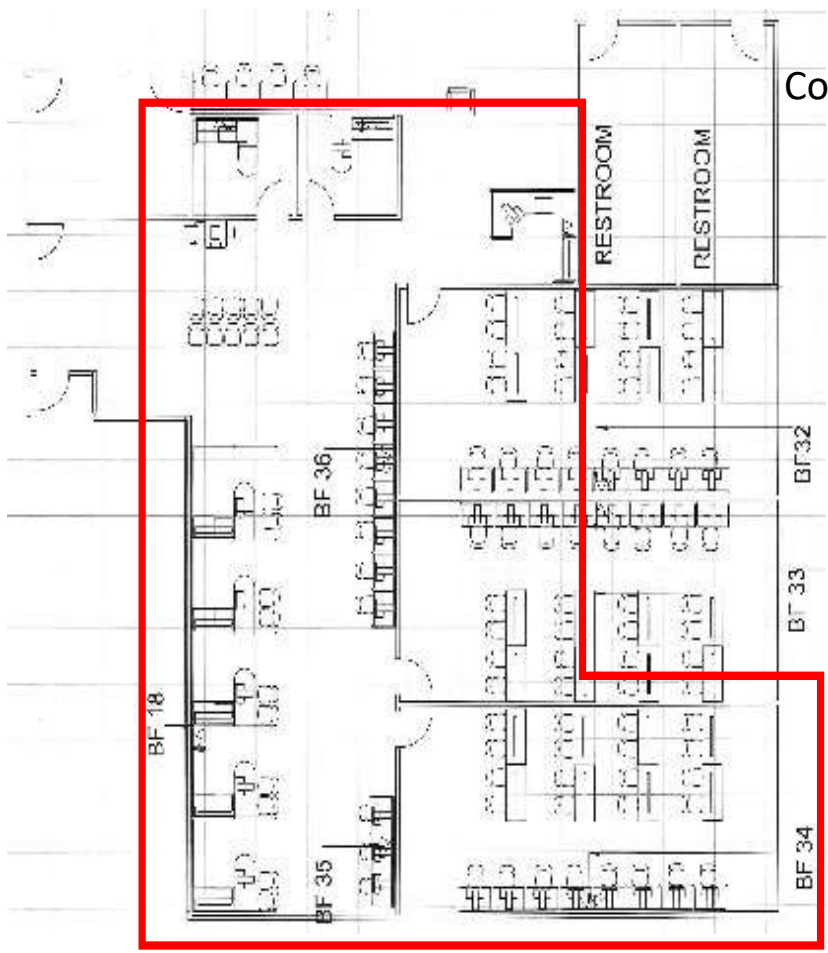 Co
RESTROOM
RESTROOM
BF32
BF 36
BF 33
BF 18
BF 34
BF 35